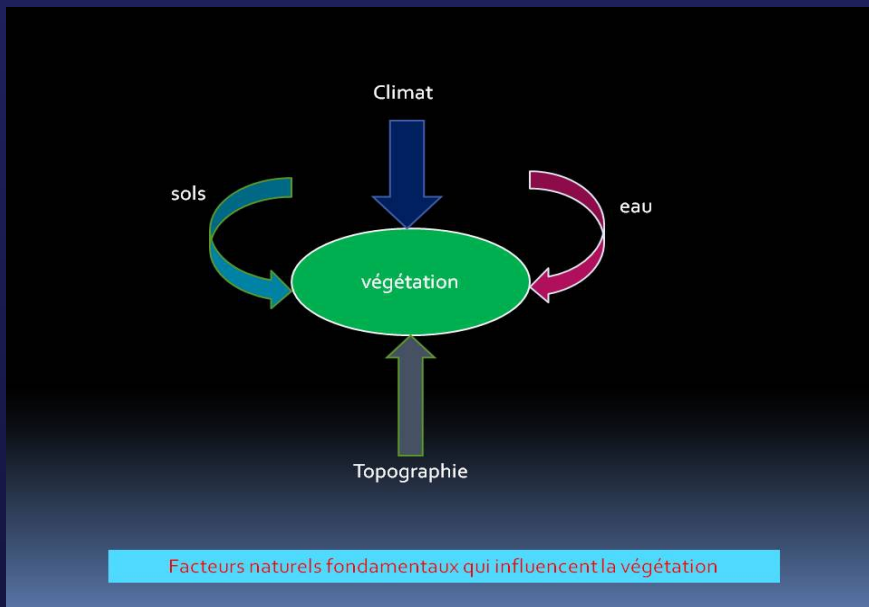 Climat
sols
eau
végétation
Topographie
Facteurs naturels fondamentaux qui influencent la végétation